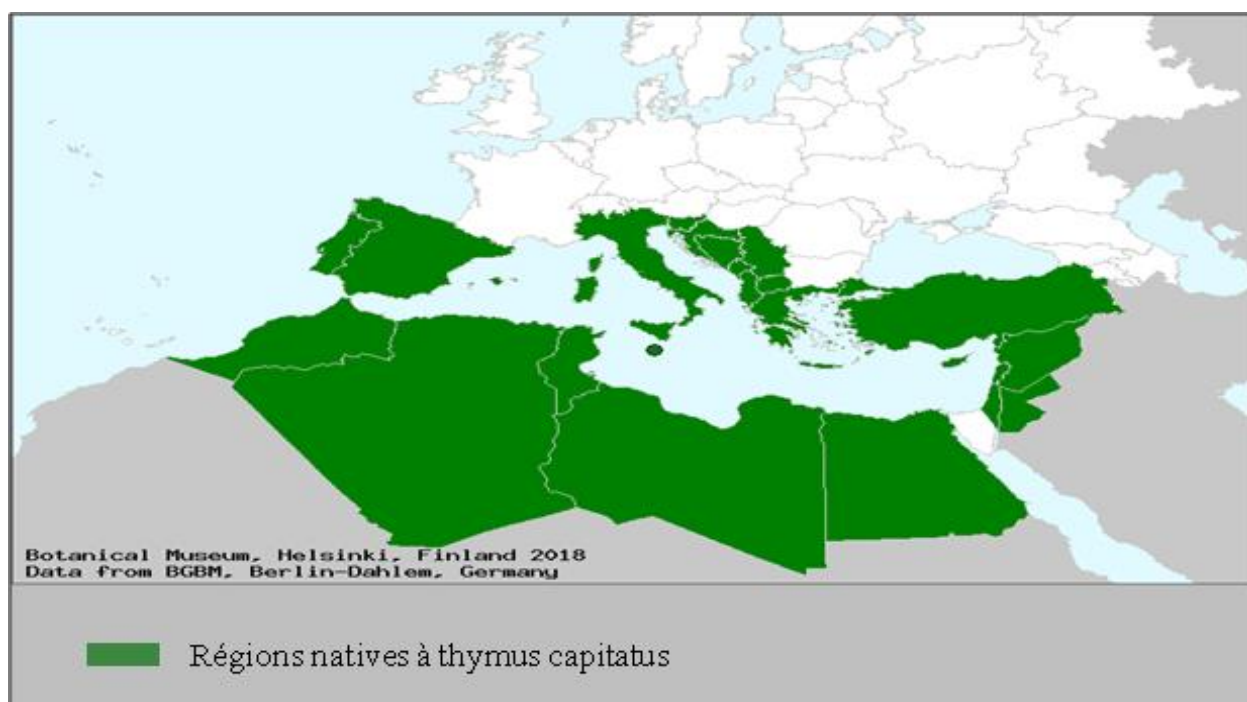 Botanical Museum, Helsinki, Finland 2018
Data from BGBM, Berlin-Dahlem, Germany
Régions natives à thymus capitatus